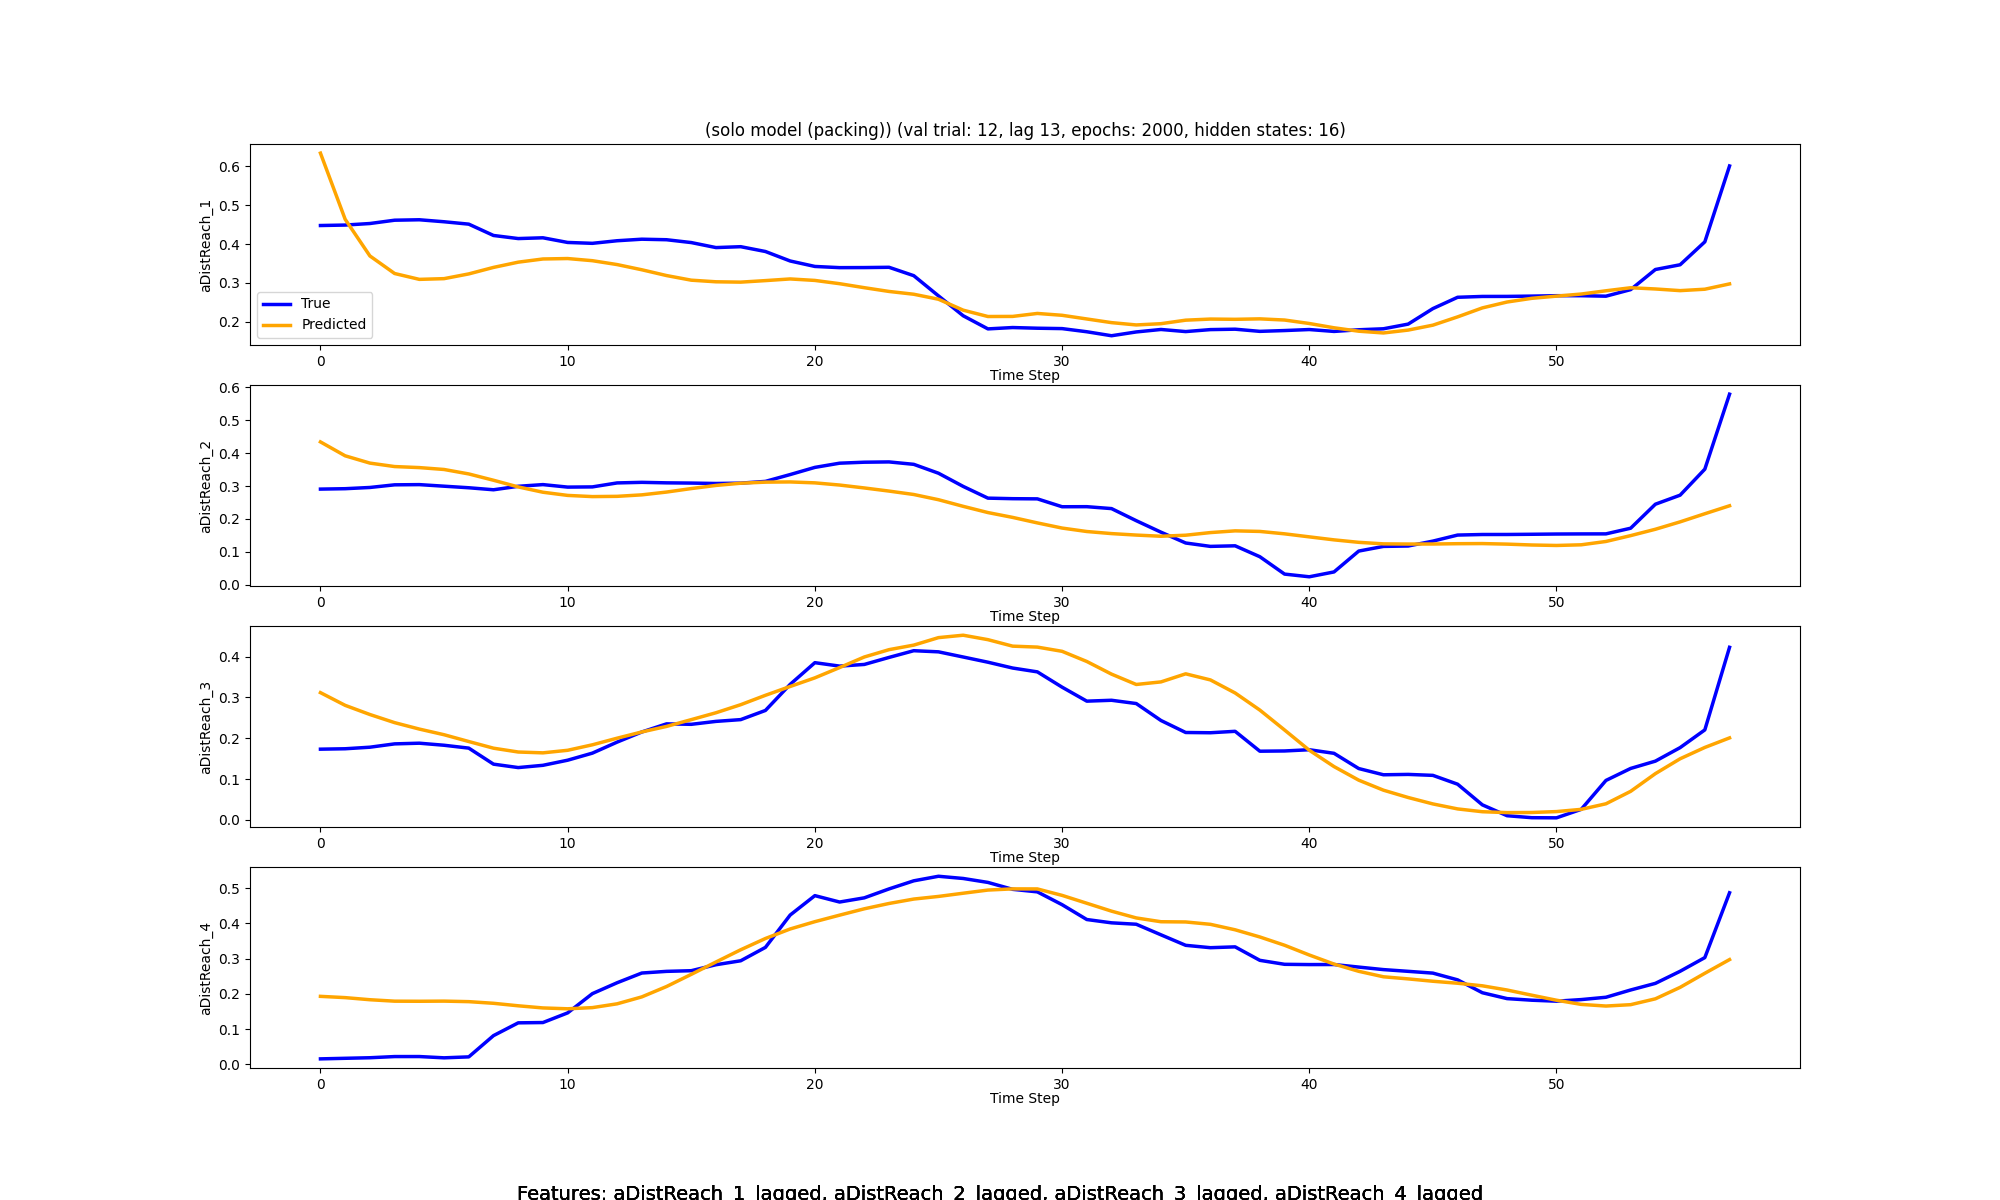 (solo model (packing)) (val trial: 12, lag 13, epochs: 2000, hidden states: 16)
0.6
0.5
0.4
0.3
0.2
aDistReach_1
True
Predicted
0 10 20 30 40 50
Time Step
0.6
0.5
0.4
0.3
0.2
0.1
0.0
aDistReach_2
0 10 20 30 40 50
Time Step
0.4
0.3
0.2
0.1
0.0
aDistReach_3
0 10 20 30 40 50
Time Step
0.5
0.4
0.3
0.2
0.1
0.0
aDistReach_4
0 10 20 30 40 50
Time Step
Features: aDistReach_1_lagged, aDistReach_2_lagged, aDistReach_3_lagged, aDistReach_4_lagged